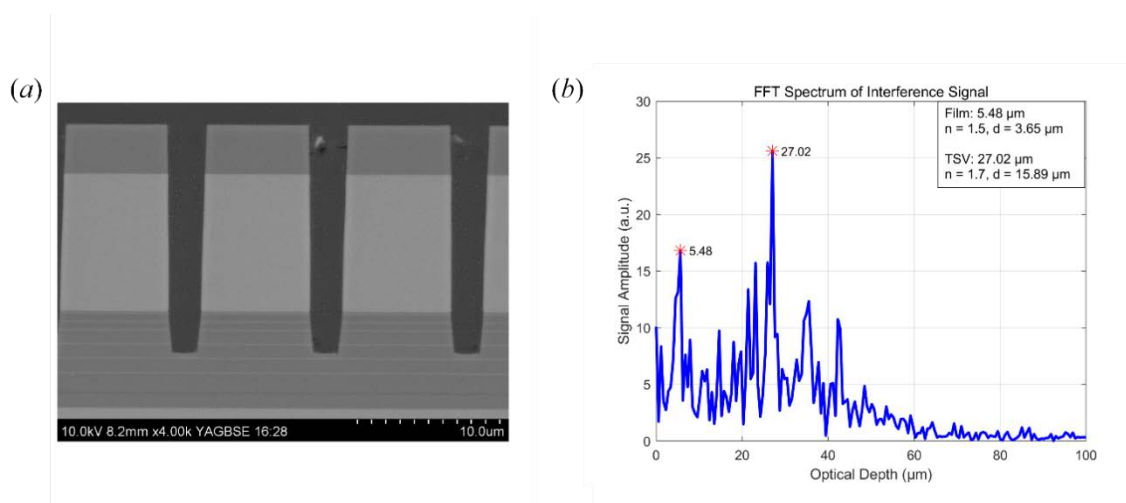 (a)
10.0kV 8.2mm x4.00k YAGBSE 16:28
10.0um
(b)
FFT Spectrum of Interference Signal
Film: 5.48 μm
n = 1.5, d = 3.65 μm
TSV: 27.02 μm
n = 1.7, d = 15.89 μm
27.02
5.48
Signal Amplitude (a.u.)
30
25
20
15
10
5
0
0 20 40 60 80 100
Optical Depth (μm)